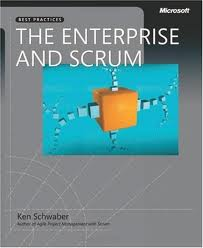 Microsoft
BEST PRACTICES
THE ENTERPRISE
AND SCRUM
Ken Schwaber
Author of Agile Project Management with Scrum